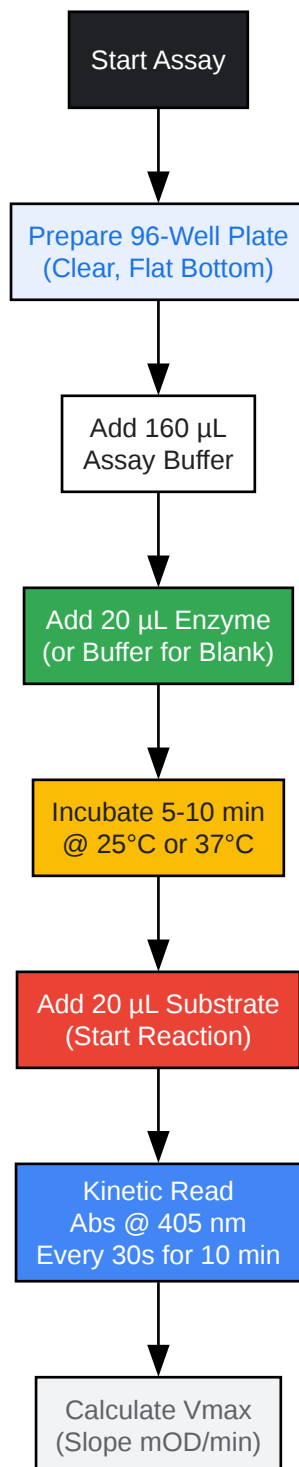 Start Assay
Prepare 96-Well Plate
(Clear, Flat Bottom)
Add 160 µL
Assay Buffer
Add 20 µL Enzyme
(or Buffer for Blank)
Incubate 5-10 min
@ 25°C or 37°C
Add 20 µL Substrate
(Start Reaction)
Kinetic Read
Abs @ 405 nm
Every 30s for 10 min
Calculate Vmax
(Slope mOD/min)